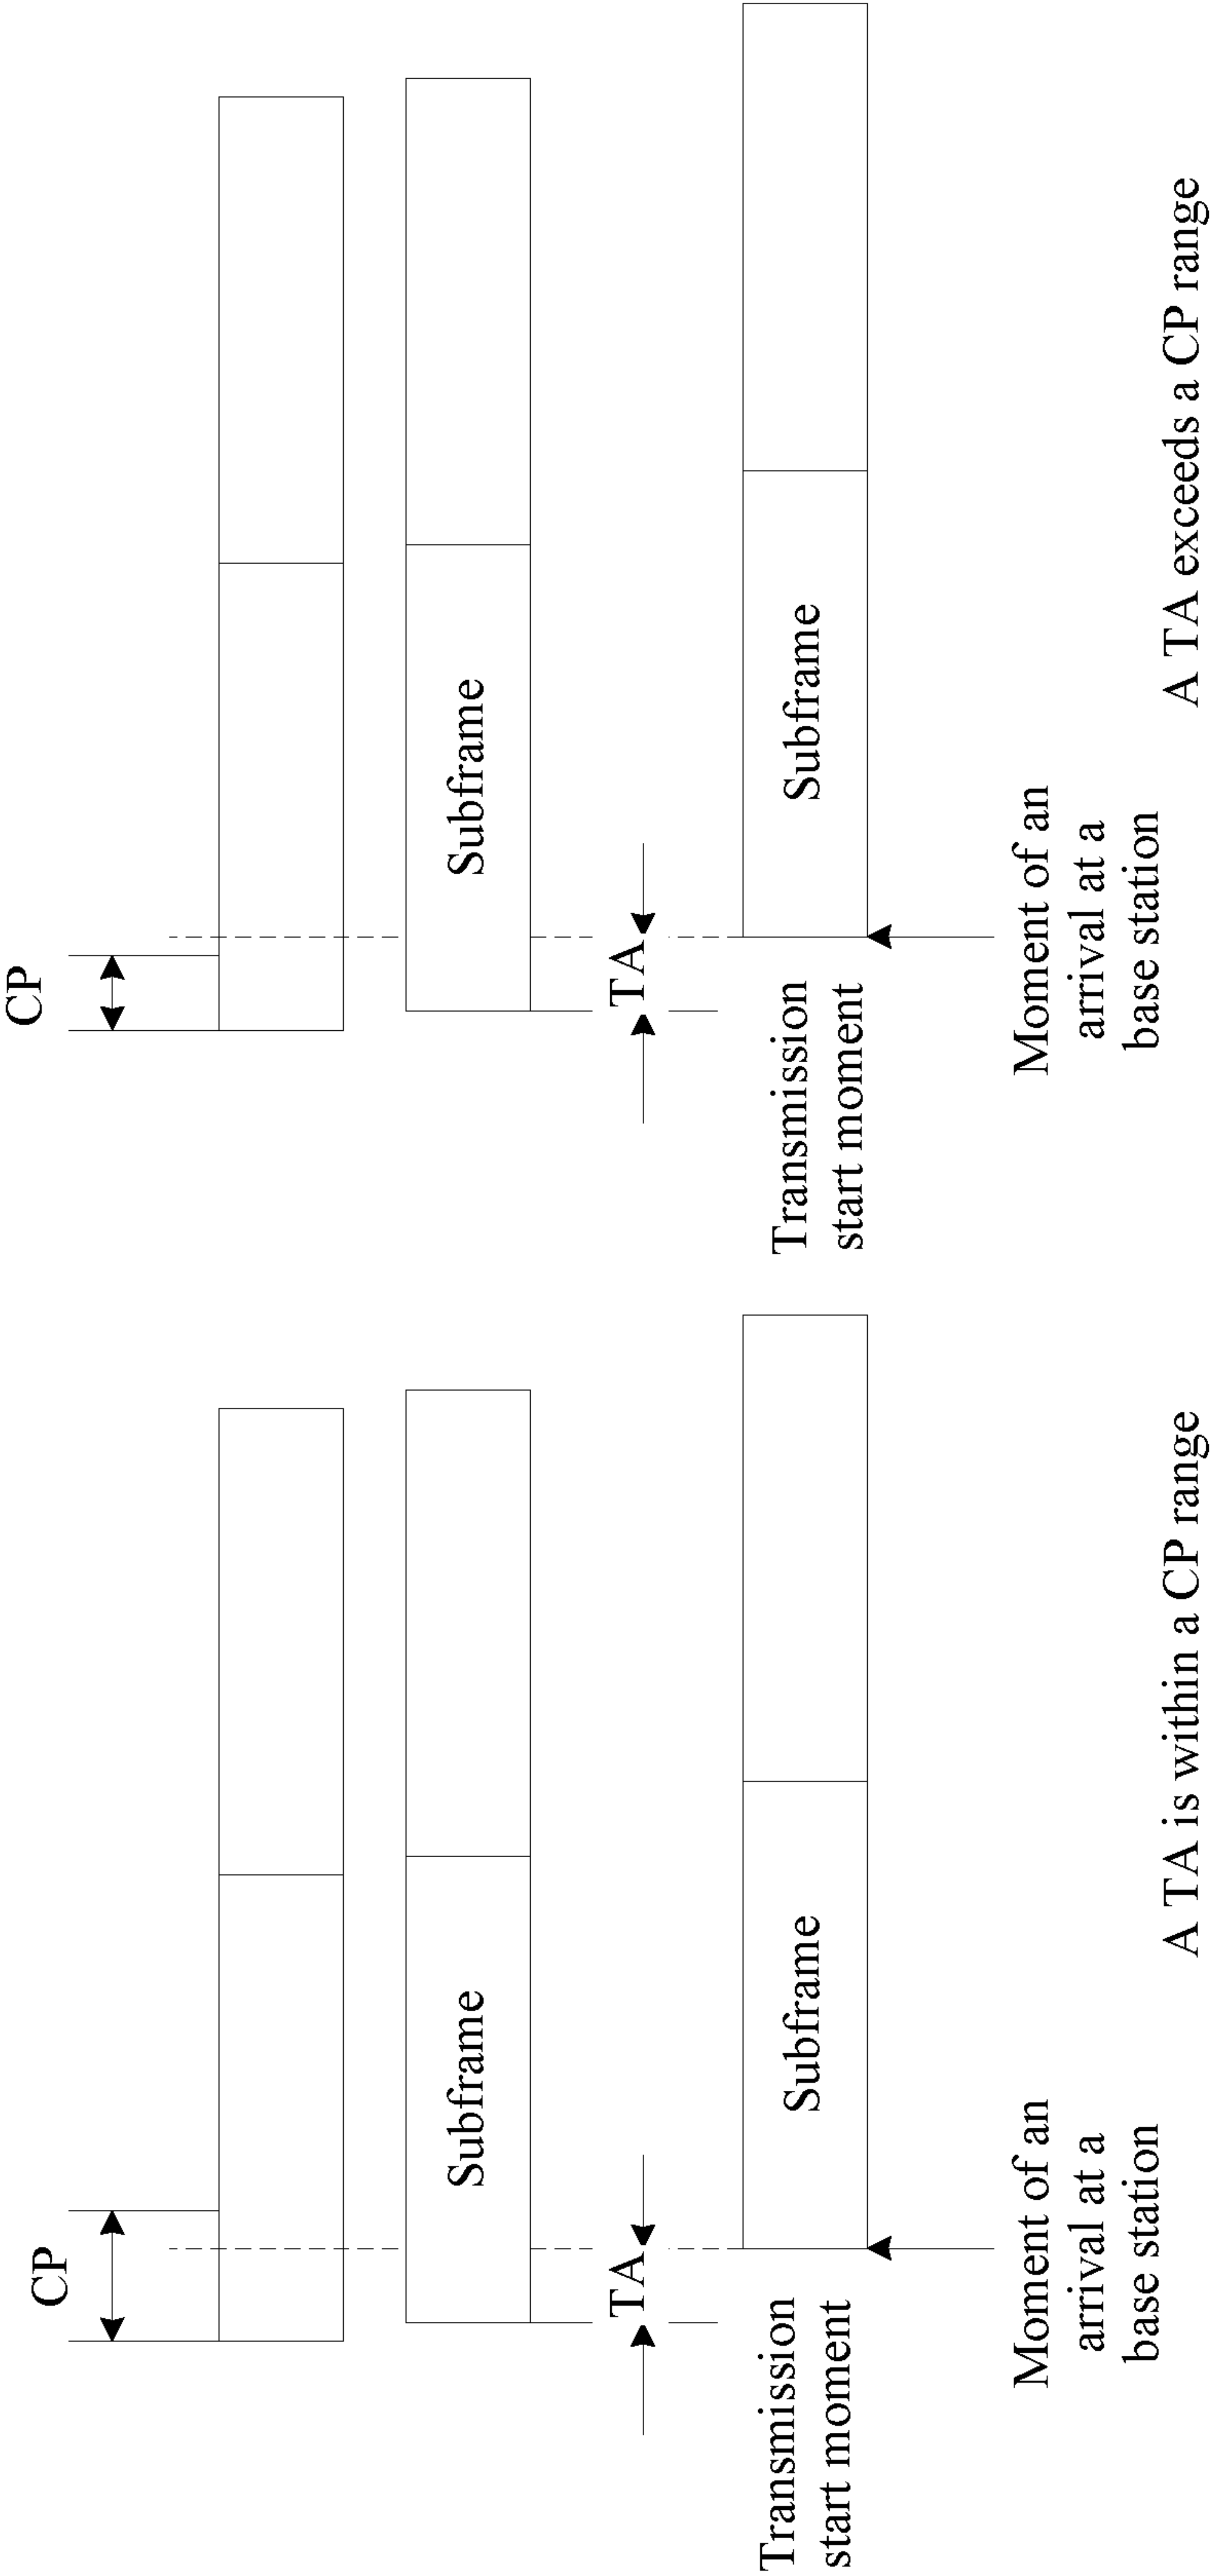 CP
Subframe
TA
Transmission
start moment
Subframe
Moment of an
arrival at a
base station
A TA is within a CP range
CP
Subframe
TA
Transmission
start moment
Subframe
Moment of an
arrival at a
base station
A TA exceeds a CP range